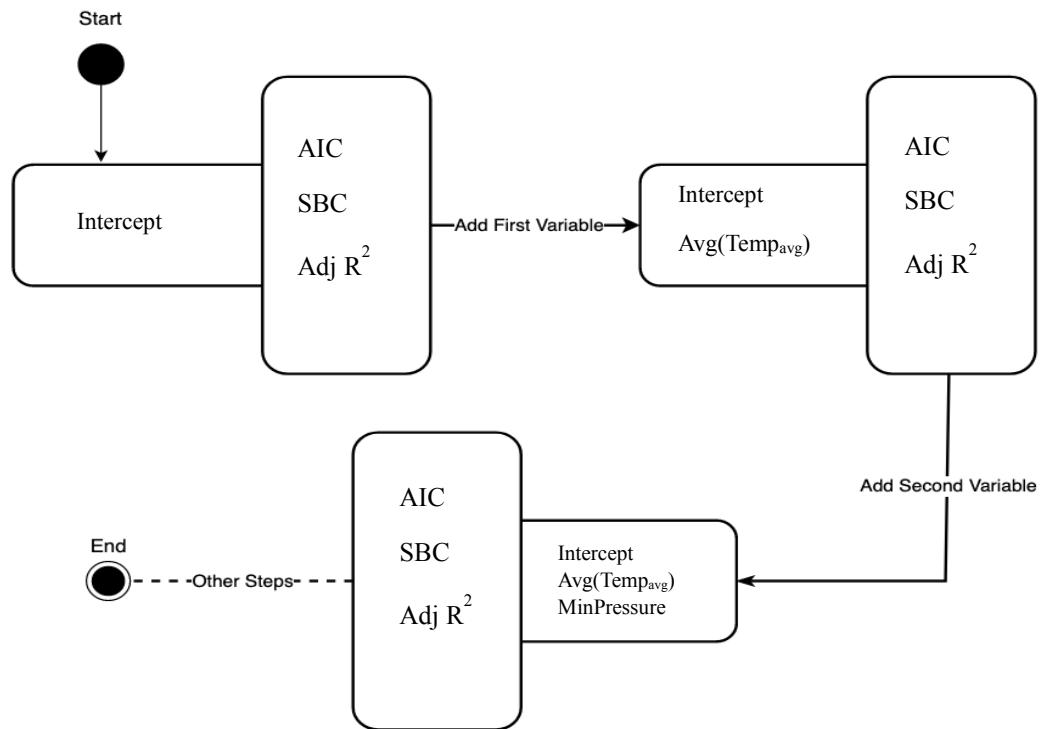 Start
Intercept
AIC
SBC
Adj R²
Add First Variable
Intercept
Avg(Tempavg)
AIC
SBC
Adj R²
Add Second Variable
Intercept
Avg(Tempavg)
MinPressure
AIC
SBC
Adj R²
Other Steps
End